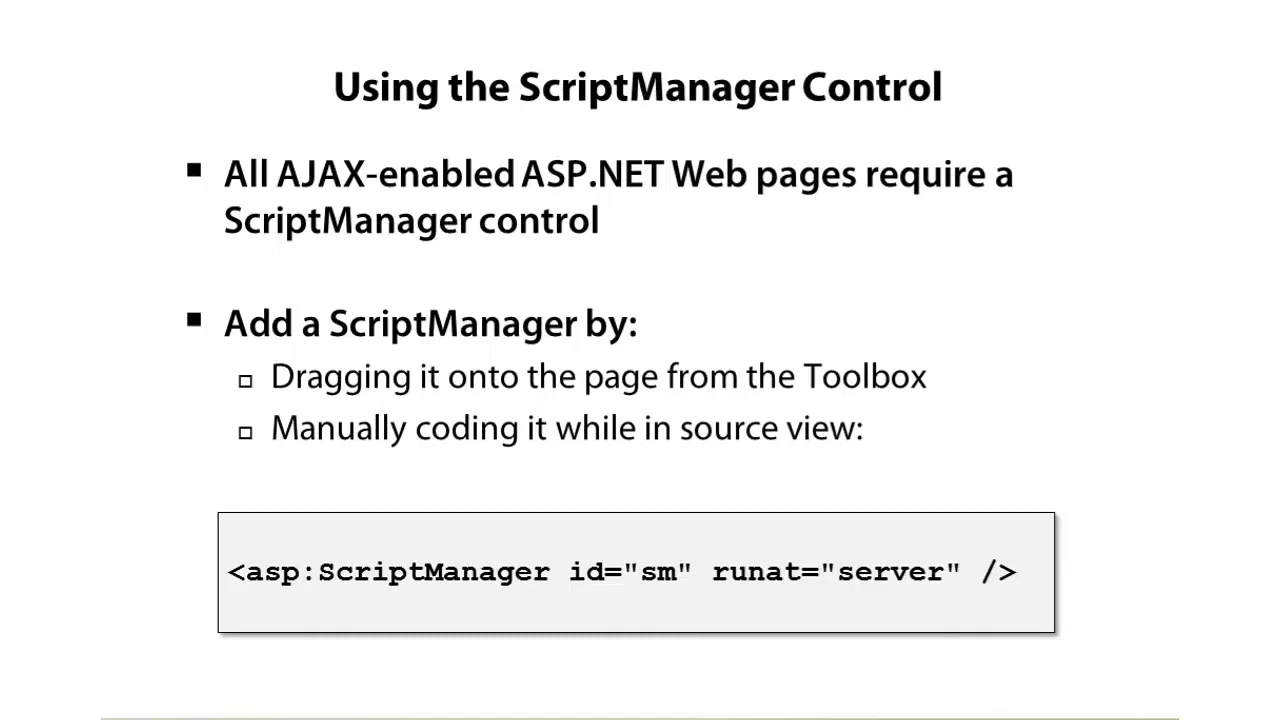 Using the ScriptManager Control
All AJAX-enabled ASP.NET Web pages require a
ScriptManager control
Add a ScriptManager by:
Dragging it onto the page from the Toolbox
Manually coding it while in source view:
<asp:ScriptManager id="sm" runat="server" />